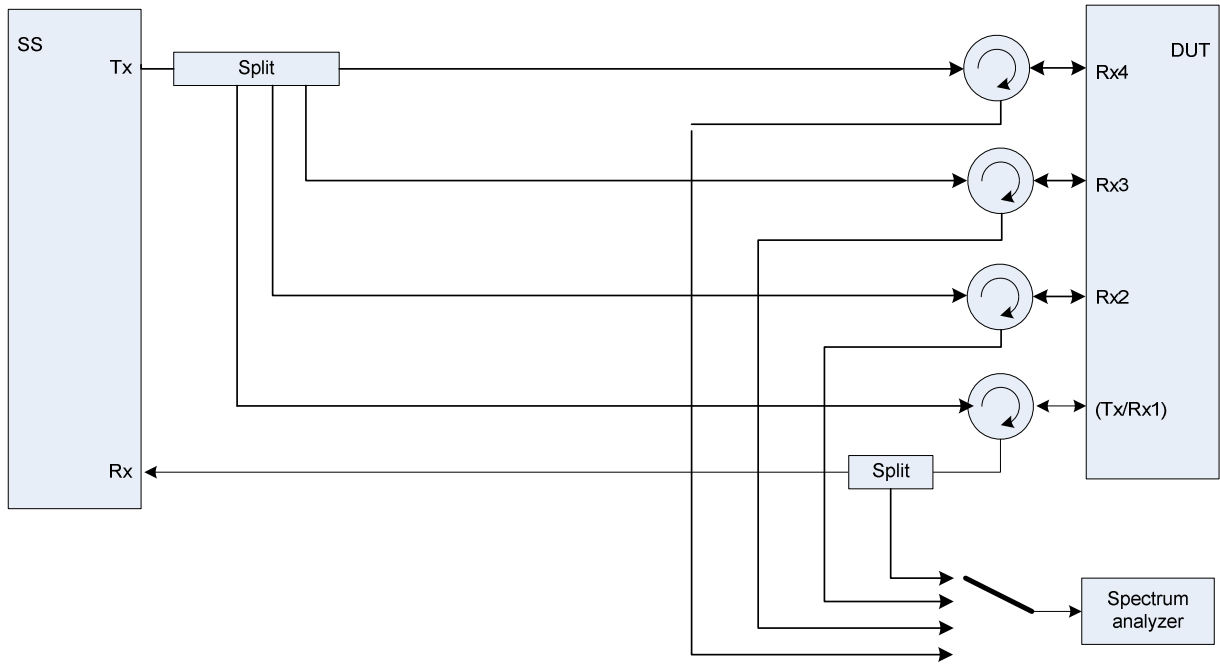 SS
Tx
Split
DUT
Rx4
Rx3
Rx2
(Tx/Rx1)
Rx
Split
Spectrum
analyzer